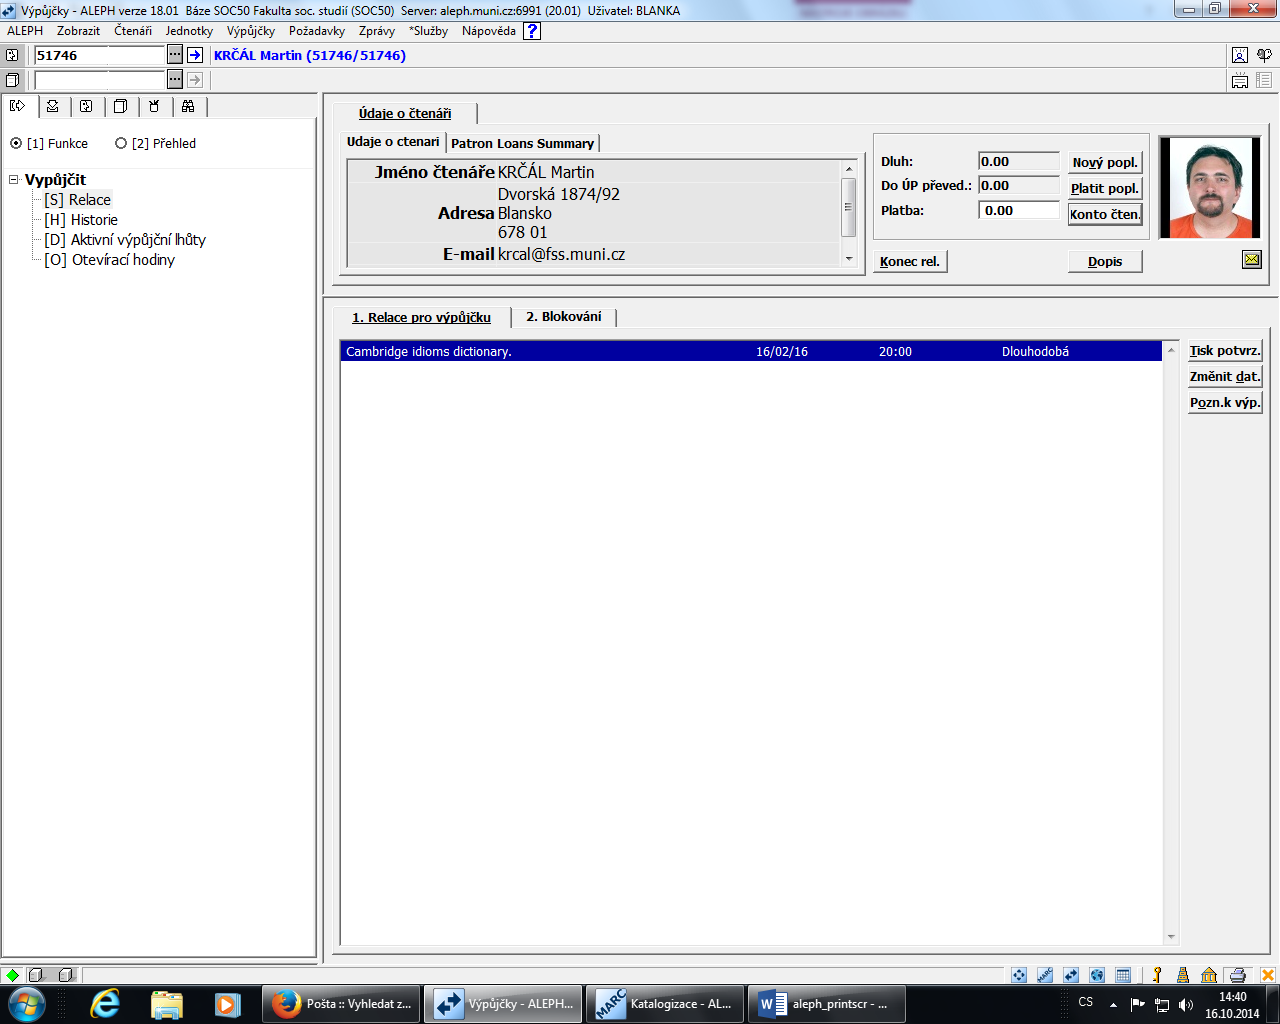 Výpůjčky - ALEPH verze 18.01  Báze SOC50 Fakulta soc. studií (SOC50)  Server: aleph.muni.cz:6991 (20.01)  Uživatel: BLANKA
ALEPH Zobrazit Čtenáři Jednotky Výpůjčky Požadavky Zprávy *Služby Nápověda ?
51746 ... KRČÁL Martin (51746/51746)
...
[1] Funkce [2] Přehled
Vypůjčit
[S] Relace
[H] Historie
[D] Aktivní výpůjční lhůty
[O] Otevírací hodiny
Údaje o čtenáři
Udaje o ctenari Patron Loans Summary
Jméno čtenáře KRČÁL Martin
Dvorská 1874/92
Adresa Blansko
678 01
E-mail krcal@fss.muni.cz
Dluh: 0.00 Nový popl.
Do ÚP převed.: 0.00 Platit popl.
Platba: 0.00 Konto čten.
Konec rel. Dopis
1. Relace pro výpůjčku 2. Blokování
Cambridge idioms dictionary. 16/02/16 20:00 Dlouhodobá
Tisk potvrz.
Změnit dat.
Pozn.k výp.
MARC
Pošta :: Vyhledat z... Výpůjčky - ALEPH... MARC Katalogizace - AL... aleph_printscr - ... CS
14:40
16.10.2014